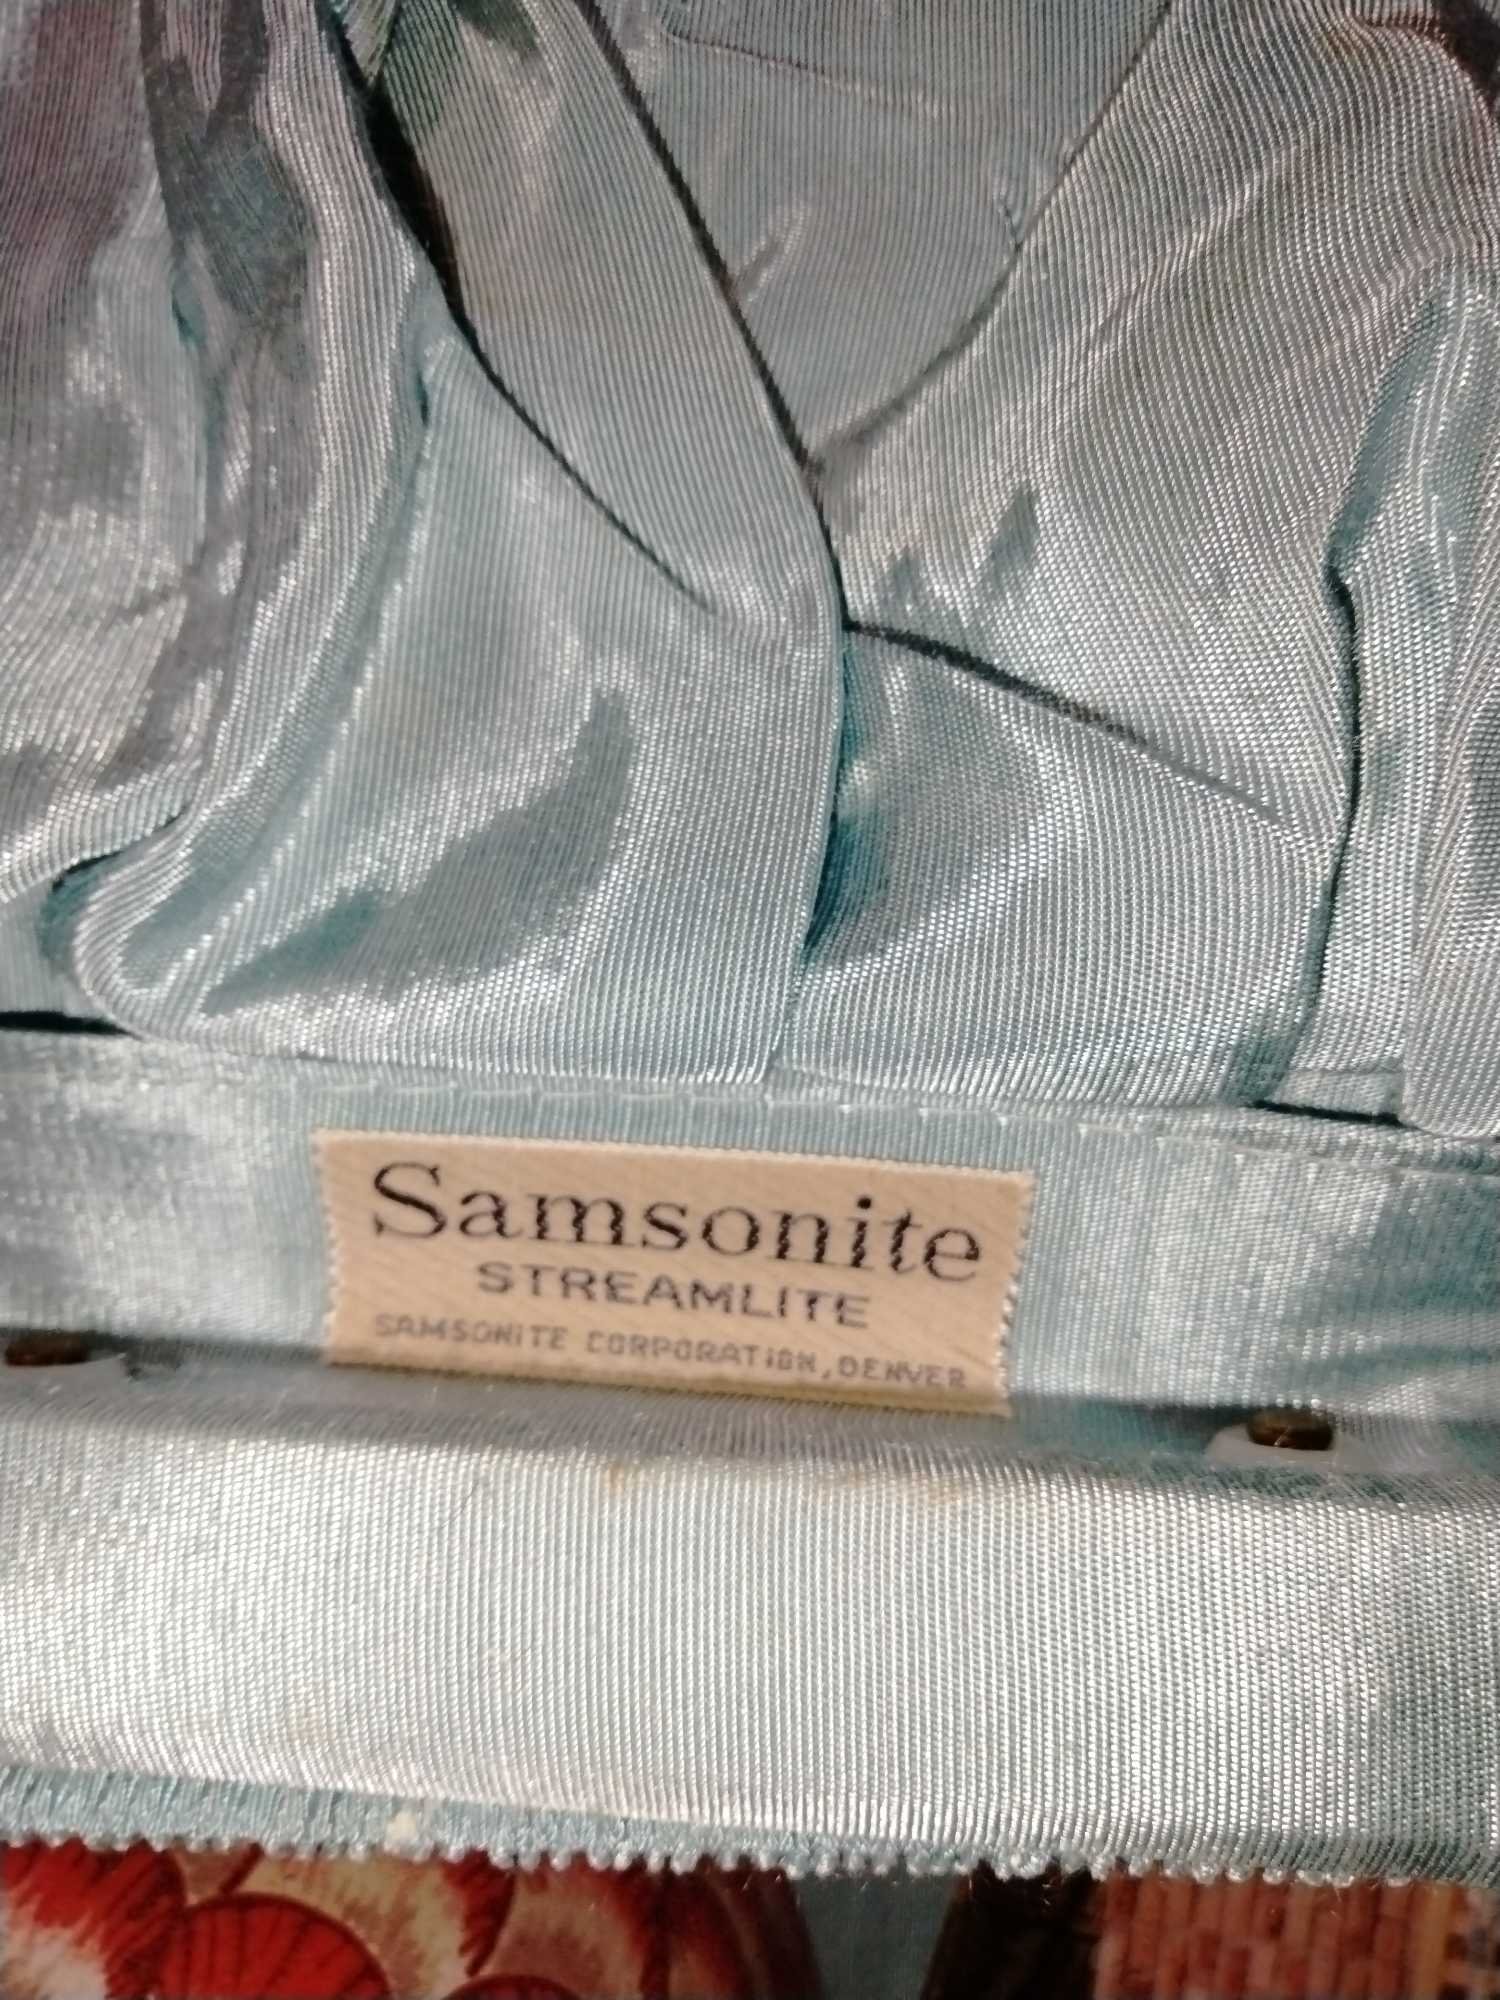 Samsonite
STREAMLITE
SAMSONITE CORPORATION, DENVER